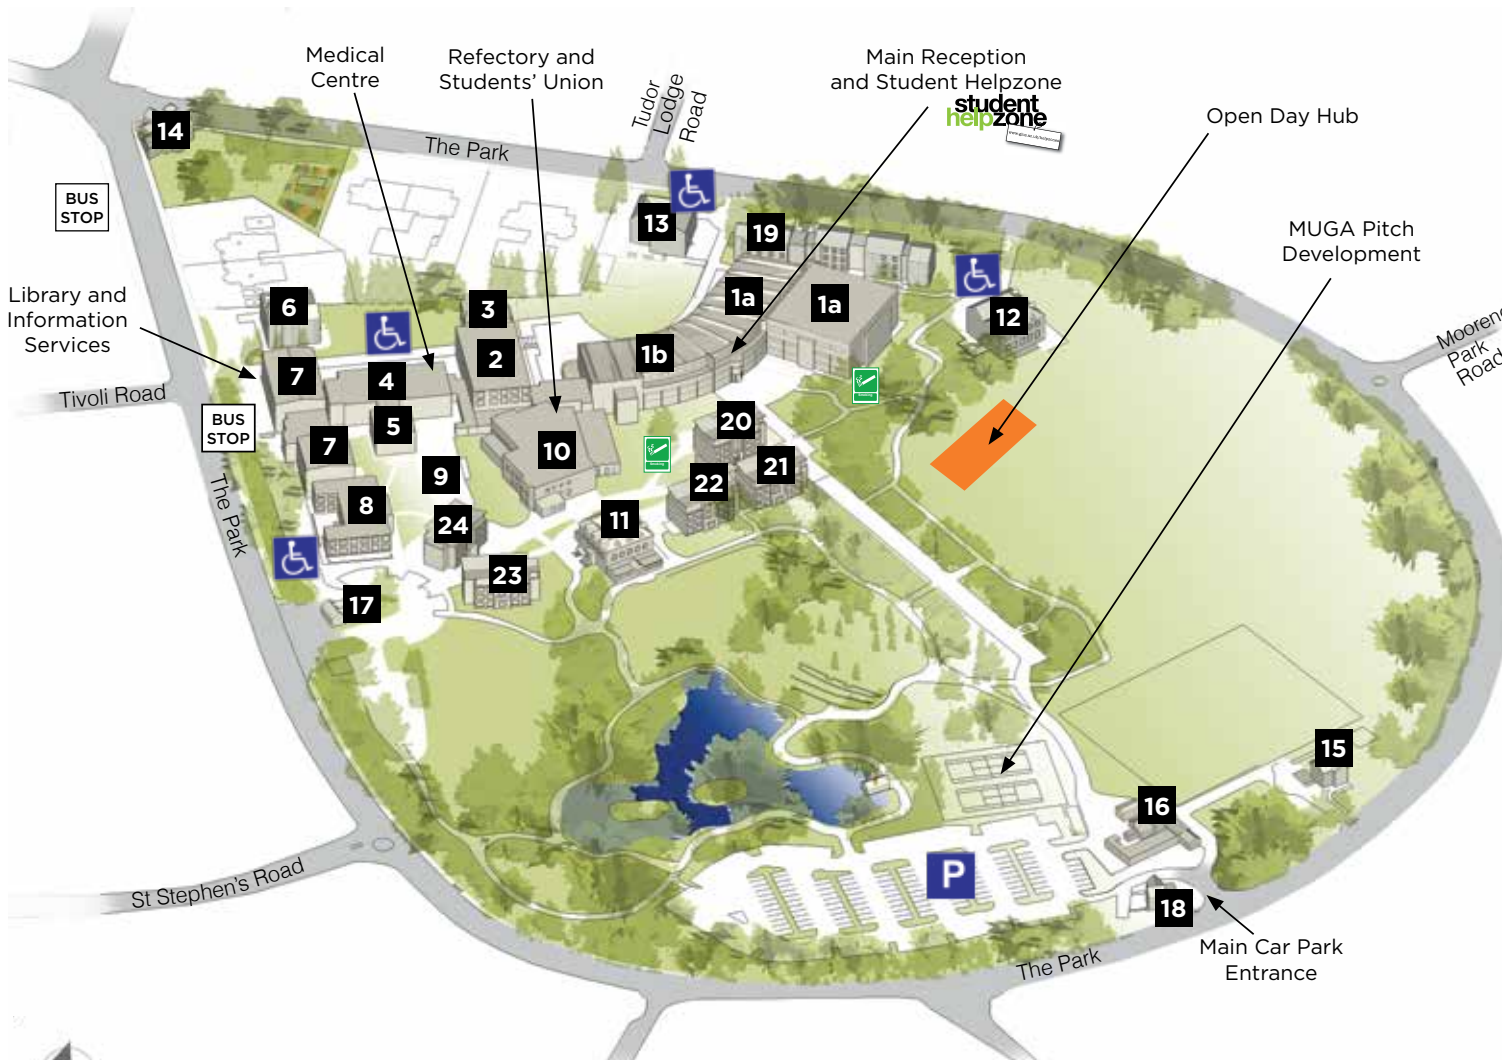 Medical
Centre
Refectory and
Students' Union
Main Reception
and Student Helpzone
student
helpzone
Open Day Hub
MUGA Pitch
Development
Library and
Information
Services
Tudor
Lodge
Road
The Park
BUS
STOP
14
13
19
12
6
3
1a
1a
1b
2
7
4
5
Tivoli Road
BUS
STOP
7
10
20
21
9
22
8
24
11
23
17
The Park
Park
Road
15
16
P
18
St Stephen's Road
The Park
Main Car Park
Entrance